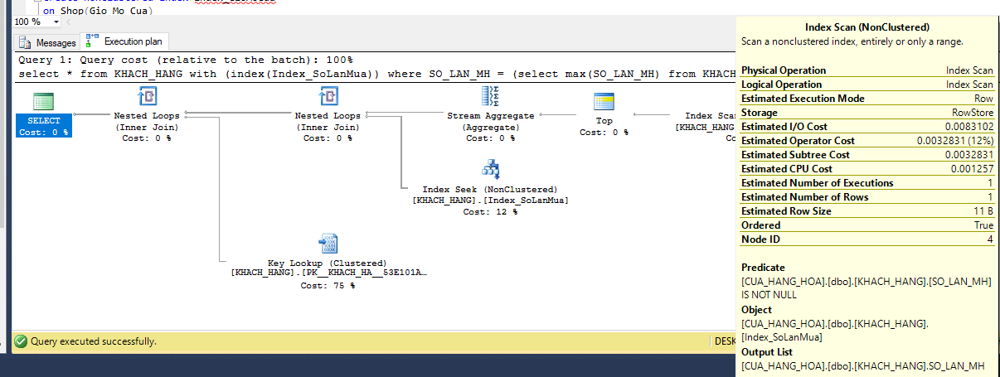 on Shop(Gio Mo Cua)
100 %
Messages
Execution plan
Query 1: Query cost (relative to the batch): 100%
select * from KHACH_HANG with (index(Index_SoLanMua)) where SO_LAN_MH = (select max(SO_LAN_MH) from KHACH
SELECT
Cost: 0 %
Nested Loops
(Inner Join)
Cost: 0 %
Nested Loops
(Inner Join)
Cost: 0 %
Stream Aggregate
(Aggregate)
Cost: 0 %
Top
Cost: 0 %
Index Sca
[KHACH_HANG
Co
Index Seek (NonClustered)
[KHACH_HANG].[Index_SoLanMua]
Cost: 12 %
Key Lookup (Clustered)
[KHACH_HANG].[PK__KHACH_HA__53E101A…
Cost: 75 %
Query executed successfully.
DESK
Index Scan (NonClustered)
Scan a nonclustered index, entirely or only a range.
Physical Operation Index Scan
Logical Operation Index Scan
Estimated Execution Mode Row
Storage RowStore
Estimated I/O Cost 0.0083102
Estimated Operator Cost 0.0032831 (12%)
Estimated Subtree Cost 0.0032831
Estimated CPU Cost 0.001257
Estimated Number of Executions 1
Estimated Number of Rows 1
Estimated Row Size 11 B
Ordered True
Node ID 4
Predicate
[CUA_HANG_HOA].[dbo].[KHACH_HANG].[SO_LAN_MH]
IS NOT NULL
Object
[CUA_HANG_HOA].[dbo].[KHACH_HANG].
[Index_SoLanMua]
Output List
[CUA_HANG_HOA].[dbo].[KHACH_HANG].SO_LAN_MH